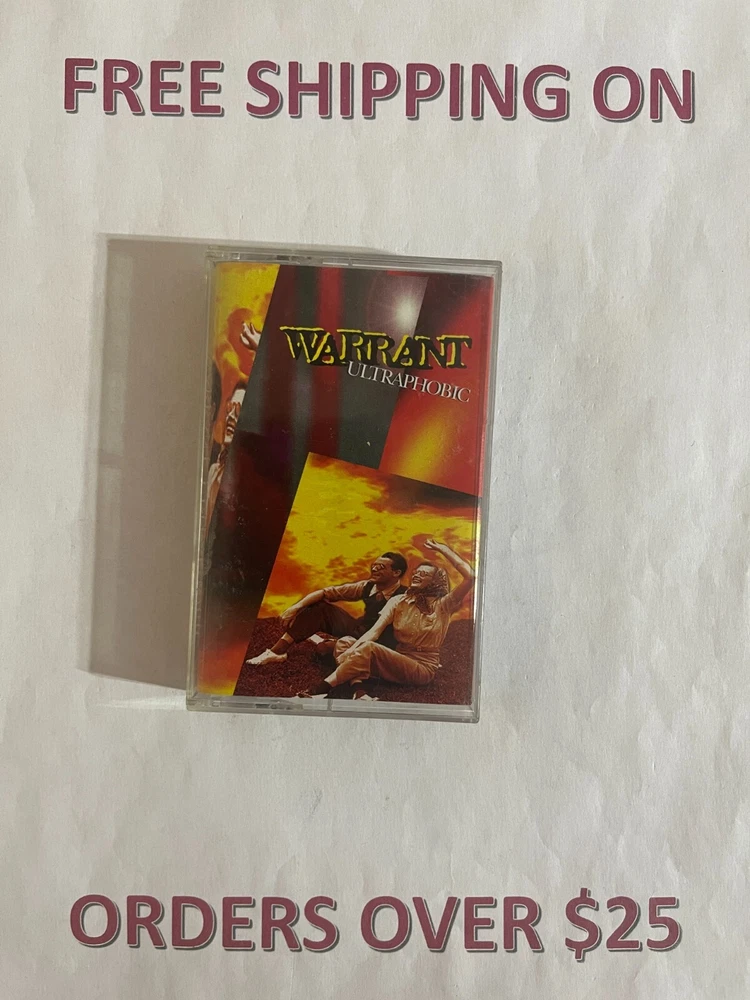 FREE SHIPPING ON
WARRANT
ULTRAPHOBIC
ORDERS OVER $25